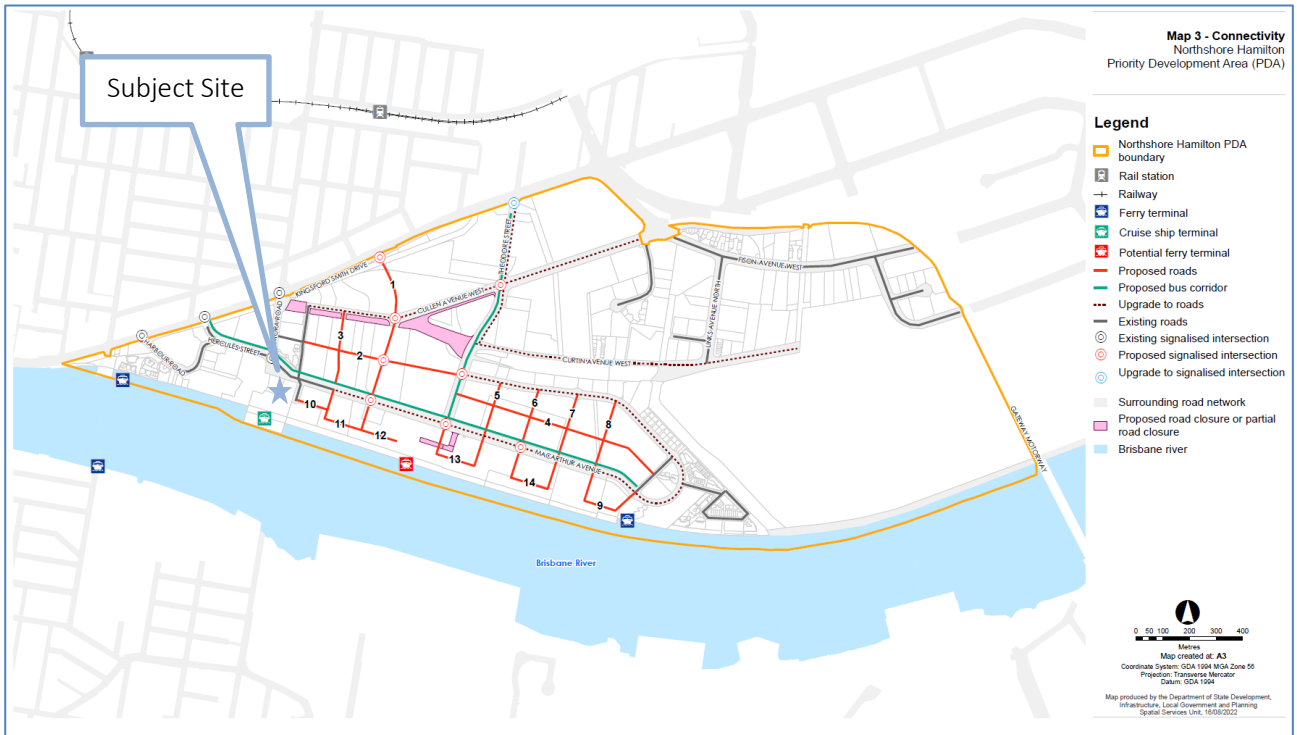 Map 3 - Connectivity
Northshore Hamilton
Priority Development Area (PDA)
Subject Site
Legend
Northshore Hamilton PDA
boundary
Rail station
Railway
Ferry terminal
Cruise ship terminal
Potential ferry terminal
Proposed roads
Proposed bus corridor
Upgrade to roads
Existing roads
Existing signalised intersection
Proposed signalised intersection
Upgrade to signalised intersection
Surrounding road network
Proposed road closure or partial
road closure
Brisbane river
KINGSFORD SMITH DRIVE
THEODORE STREET
CULLEN AVENUE WEST
FISON AVENUE WEST
LINKS AVENUE NORTH
CURTIN AVENUE WEST
HERCULES STREET
HARBOUR ROAD
MACARTHUR AVENUE
GATEWAY MOTORWAY
1
2
3
4
5
6
7
8
9
10
11
12
13
14
Brisbane River
0 50 100 200 300 400
Metres
Map created at: A3
Coordinate System: GDA 1994 MGA Zone 56
Projection: Transverse Mercator
Datum: GDA 1994
Map produced by the Department of State Development,
Infrastructure, Local Government and Planning
Spatial Services Unit, 16/08/2022